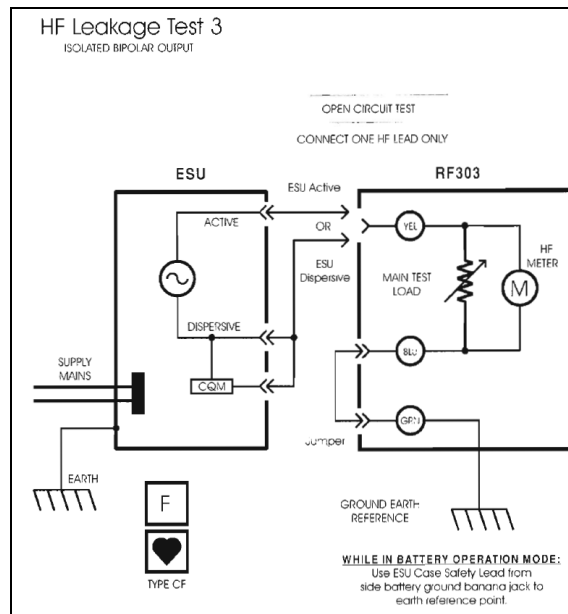 HF Leakage Test 3
ISOLATED BIPOLAR OUTPUT
OPEN CIRCUIT TEST
CONNECT ONE HF LEAD ONLY
ESU
RF303
ESU Active
ACTIVE
OR
YEL
HF
METER
ESU
Dispersive
MAIN TEST
LOAD
M
DISPERSIVE
BLU
SUPPLY
MAINS
CQM
GRN
Jumper
EARTH
F
GROUND EARTH
REFERENCE
TYPE CF
WHILE IN BATTERY OPERATION MODE:
Use ESU Case Safety Lead from
side battery ground banana jack to
earth reference point.